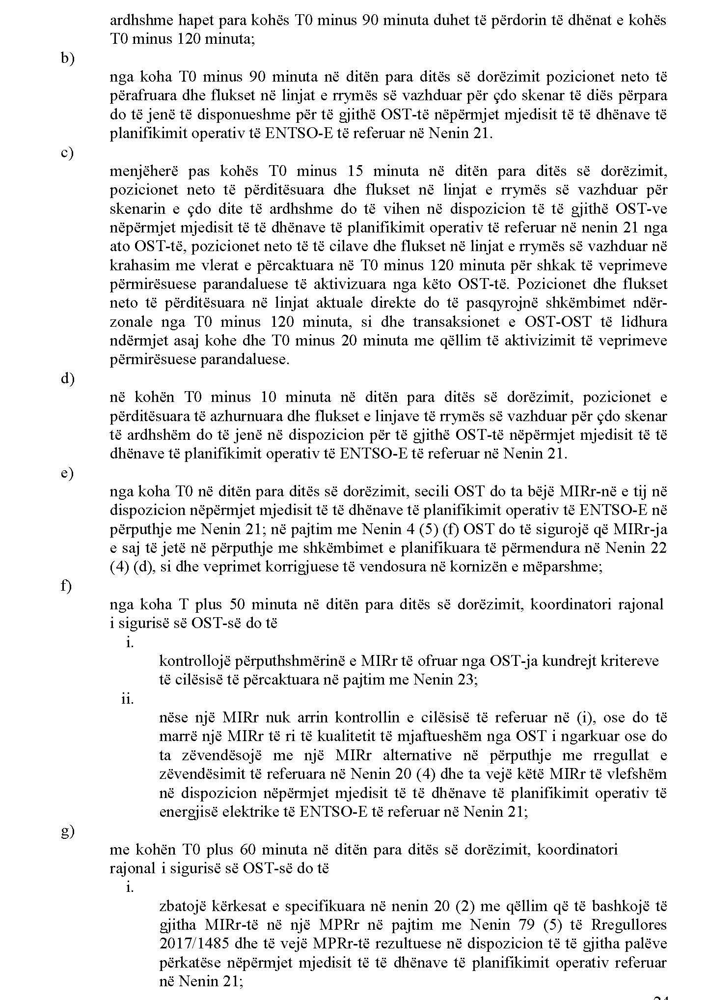 ardhshme hapet para kohës T0 minus 90 minuta duhet të përdorin të dhënat e kohës
T0 minus 120 minuta;
b)
nga koha T0 minus 90 minuta në ditën para ditës së dorëzimit pozicionet neto të
përafruara dhe flukset në linjat e rrymës së vazhduar për çdo skenar të diës përpara
do të jenë të disponueshme për të gjithë OST-të nëpërmjet mjedisit të të dhënave të
planifikimit operativ të ENTSO-E të referuar në Nenin 21.
c)
menjëherë pas kohës T0 minus 15 minuta në ditën para ditës së dorëzimit,
pozicionet neto të përditësuara dhe flukset në linjat e rrymës së vazhduar për
skenarin e çdo dite të ardhshme do të vihen në dispozicion të të gjithë OST-ve
nëpërmjet mjedisit të të dhënave të planifikimit operativ të referuar në nenin 21 nga
ato OST-të, pozicionet neto të të cilave dhe flukset në linjat e rrymës së vazhduar në
krahasim me vlerat e përcaktuara në T0 minus 120 minuta për shkak të veprimeve
përmirësuese parandaluese të aktivizuara nga këto OST-të. Pozicionet dhe flukset
neto të përditësuara në linjat aktuale direkte do të pasqyrojnë shkëmbimet ndër-
zonale nga T0 minus 120 minuta, si dhe transaksionet e OST-OST të lidhura
ndërmjet asaj kohe dhe T0 minus 20 minuta me qëllim të aktivizimit të veprimeve
përmirësuese parandaluese.
d)
në kohën T0 minus 10 minuta në ditën para ditës së dorëzimit, pozicionet e
përditësuara të azhurnuara dhe flukset e linjave të rrymës së vazhduar për çdo skenar
të ardhshëm do të jenë në dispozicion për të gjithë OST-të nëpërmjet mjedisit të të
dhënave të planifikimit operativ të ENTSO-E të referuar në Nenin 21.
e)
nga koha T0 në ditën para ditës së dorëzimit, secili OST do ta bëjë MIRr-në e tij në
dispozicion nëpërmjet mjedisit të të dhënave të planifikimit operativ të ENTSO-E në
përputhje me Nenin 21; në pajtim me Nenin 4 (5) (f) OST do të sigurojë që MIRr-ja
e saj të jetë në përputhje me shkëmbimet e planifikuara të përmendura në Nenin 22
(4) (d), si dhe veprimet korrigjuese të vendosura në kornizën e mëparshme;
f)
nga koha T plus 50 minuta në ditën para ditës së dorëzimit, koordinatori rajonal
i sigurisë së OST-së do të
i.
kontrollojë përputhshmërinë e MIRr të ofruar nga OST-ja kundrejt kritereve
të cilësisë të përcaktuara në pajtim me Nenin 23;
ii.
nëse një MIRr nuk arrin kontrollin e cilësisë të referuar në (i), ose do të
marrë një MIRr të ri të kualitetit të mjaftueshëm nga OST i ngarkuar ose do
ta zëvendësojë me një MIRr alternative në përputhje me rregullat e
zëvendësimit të referuara në Nenin 20 (4) dhe ta vejë këtë MIRr të vlefshëm
në dispozicion nëpërmjet mjedisit të të dhënave të planifikimit operativ të
energjisë elektrike të ENTSO-E të referuar në Nenin 21;
g)
me kohën T0 plus 60 minuta në ditën para ditës së dorëzimit, koordinatori
rajonal i sigurisë së OST-së do të
i.
zbatojë kërkesat e specifikuara në nenin 20 (2) me qëllim që të bashkojë të
gjitha MIRr-të në një MPRr në pajtim me Nenin 79 (5) të Rregullores
2017/1485 dhe të vejë MPRr-të rezultuese në dispozicion të të gjitha palëve
përkatëse nëpërmjet mjedisit të të dhënave të planifikimit operativ referuar
në Nenin 21;